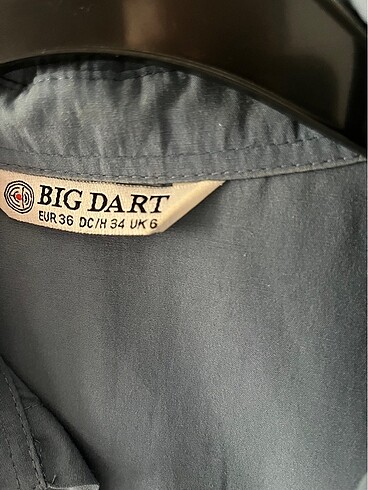 BIG DART
EUR 36 DC/H 34 UK 6